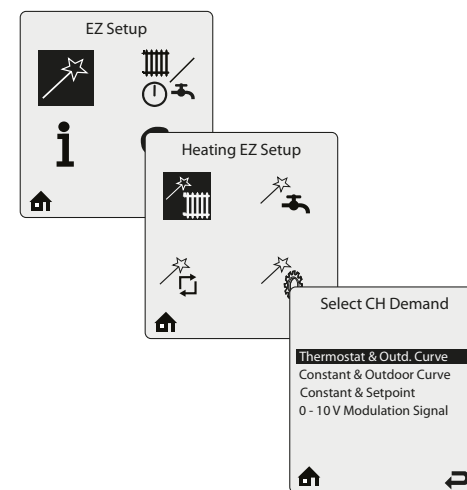 EZ Setup
Heating EZ Setup
Select CH Demand
Thermostat & Outd. Curve
Constant & Outdoor Curve
Constant & Setpoint
0 - 10 V Modulation Signal